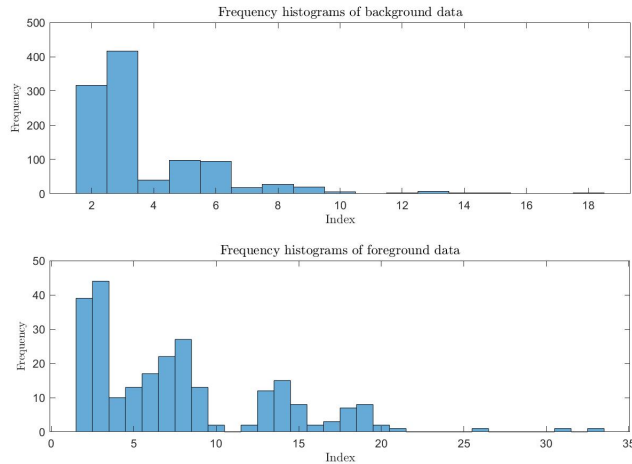 Frequency histograms of background data
500
400
300
200
100
0
Frequency
2 4 6 8 10 12 14 16 18
Index
Frequency histograms of foreground data
50
40
30
20
10
0
Frequency
0 5 10 15 20 25 30 35
Index